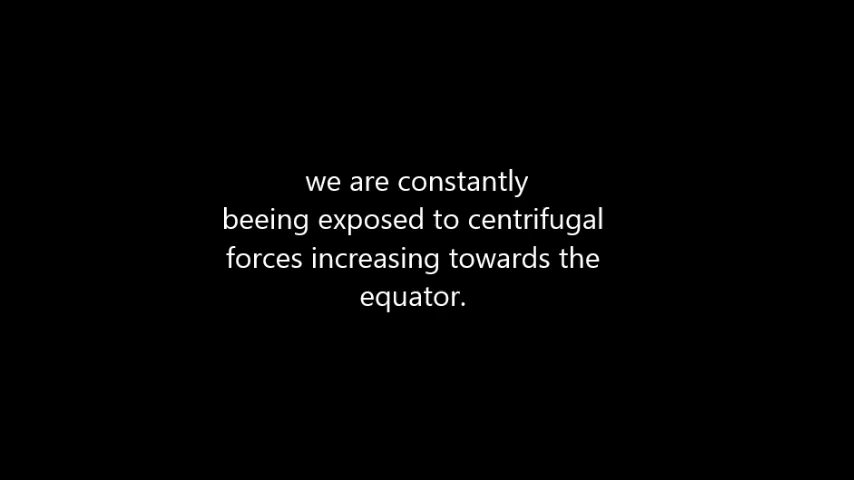 we are constantly
beeing exposed to centrifugal
forces increasing towards the
equator.